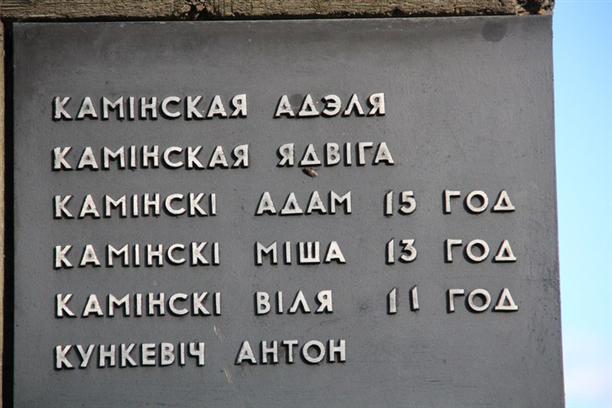 КАМІНСКАЯ АДЭЛЯ
КАМІНСКАЯ ЯДВІГА
КАМІНСКІ АДАМ 15 ГОД
КАМІНСКІ МІША 13 ГОД
КАМІНСКІ ВІЛЯ 11 ГОД
КУНКЕВІЧ АНТОН